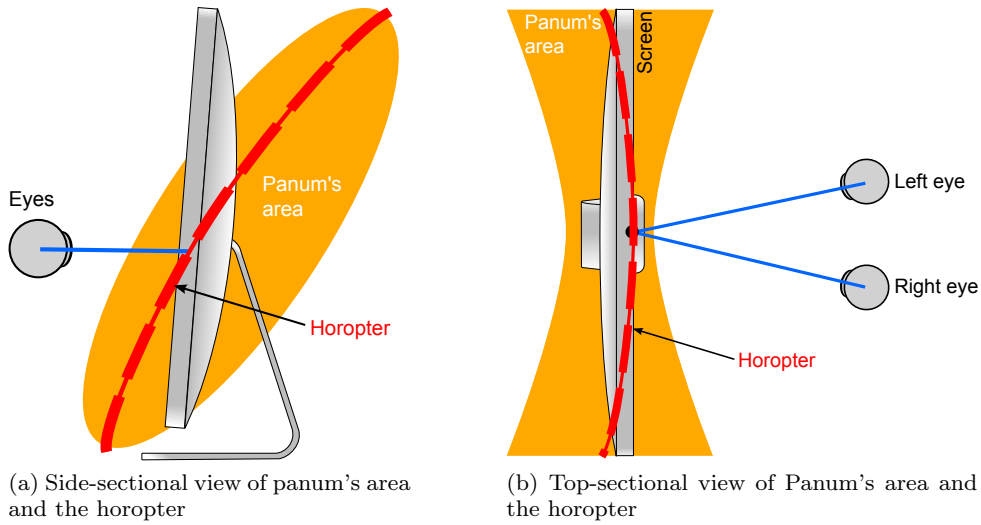 Eyes
Panum's
area
Horopter
(a) Side-sectional view of panum's area
and the horopter
Panum's
area
Screen
Left eye
Right eye
Horopter
(b) Top-sectional view of Panum's area and
the horopter